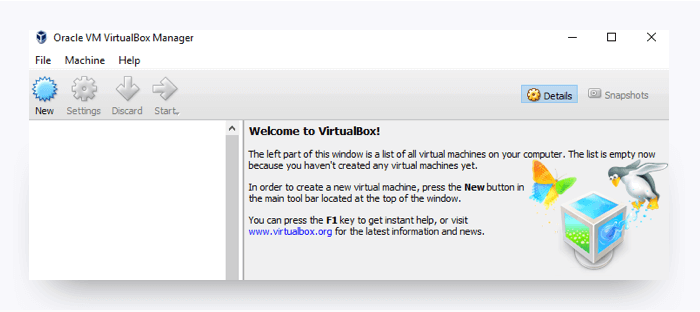 Oracle VM VirtualBox Manager
File Machine Help
New Settings Discard Start
Details Snapshots
Welcome to VirtualBox!
The left part of this window is a list of all virtual machines on your computer. The list is empty now
because you haven't created any virtual machines yet.
In order to create a new virtual machine, press the New button in
the main tool bar located at the top of the window.
You can press the F1 key to get instant help, or visit
www.virtualbox.org for the latest information and news.